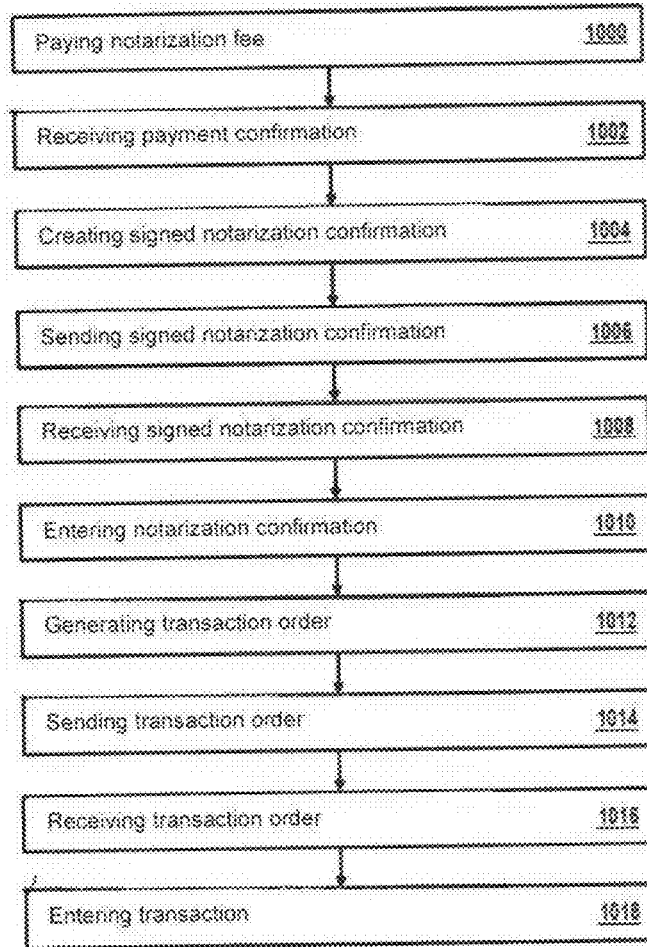 Paying notarization fee 1000
Receiving payment confirmation 1002
Creating signed notarization confirmation 1004
Sending signed notarzation confirmation 1006
Receiving signed notarization confirmation 1008
Entering notarization confirmation 1010
Generating transaction order 1012
Sending transaction order 1014
Receiving transaction order 1016
Entering transaction 1018